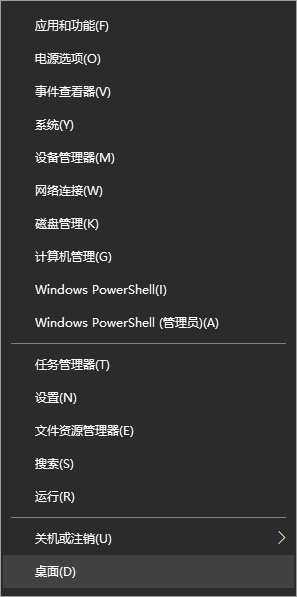 应用和功能(F)
电源选项(O)
事件查看器(V)
系统(Y)
设备管理器(M)
网络连接(W)
磁盘管理(K)
计算机管理(G)
Windows PowerShell(I)
Windows PowerShell (管理员)(A)
任务管理器(T)
设置(N)
文件资源管理器(E)
搜索(S)
运行(R)
关机或注销(U)
桌面(D)